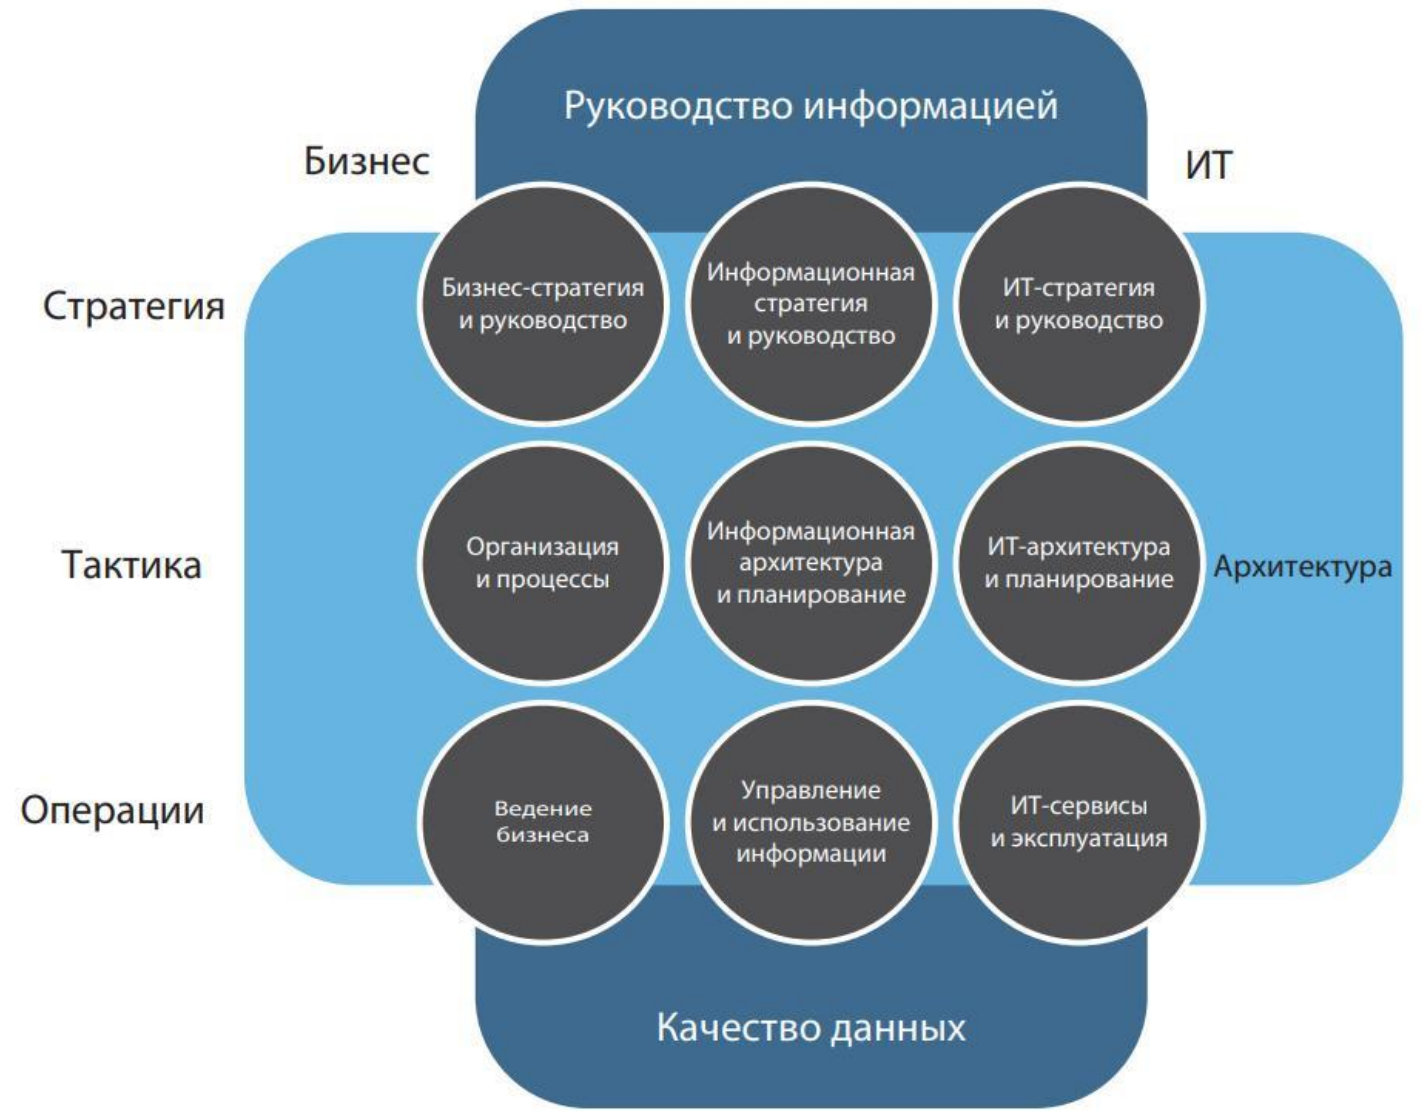 Руководство информацией
Бизнес
ИТ
Стратегия
Бизнес-стратегия
и руководство
Информационная
стратегия
и руководство
ИТ-стратегия
и руководство
Тактика
Организация
и процессы
Информационная
архитектура
и планирование
ИТ-архитектура
и планирование
Архитектура
Операции
Ведение
бизнеса
Управление
и использование
информации
ИТ-сервисы
и эксплуатация
Качество данных